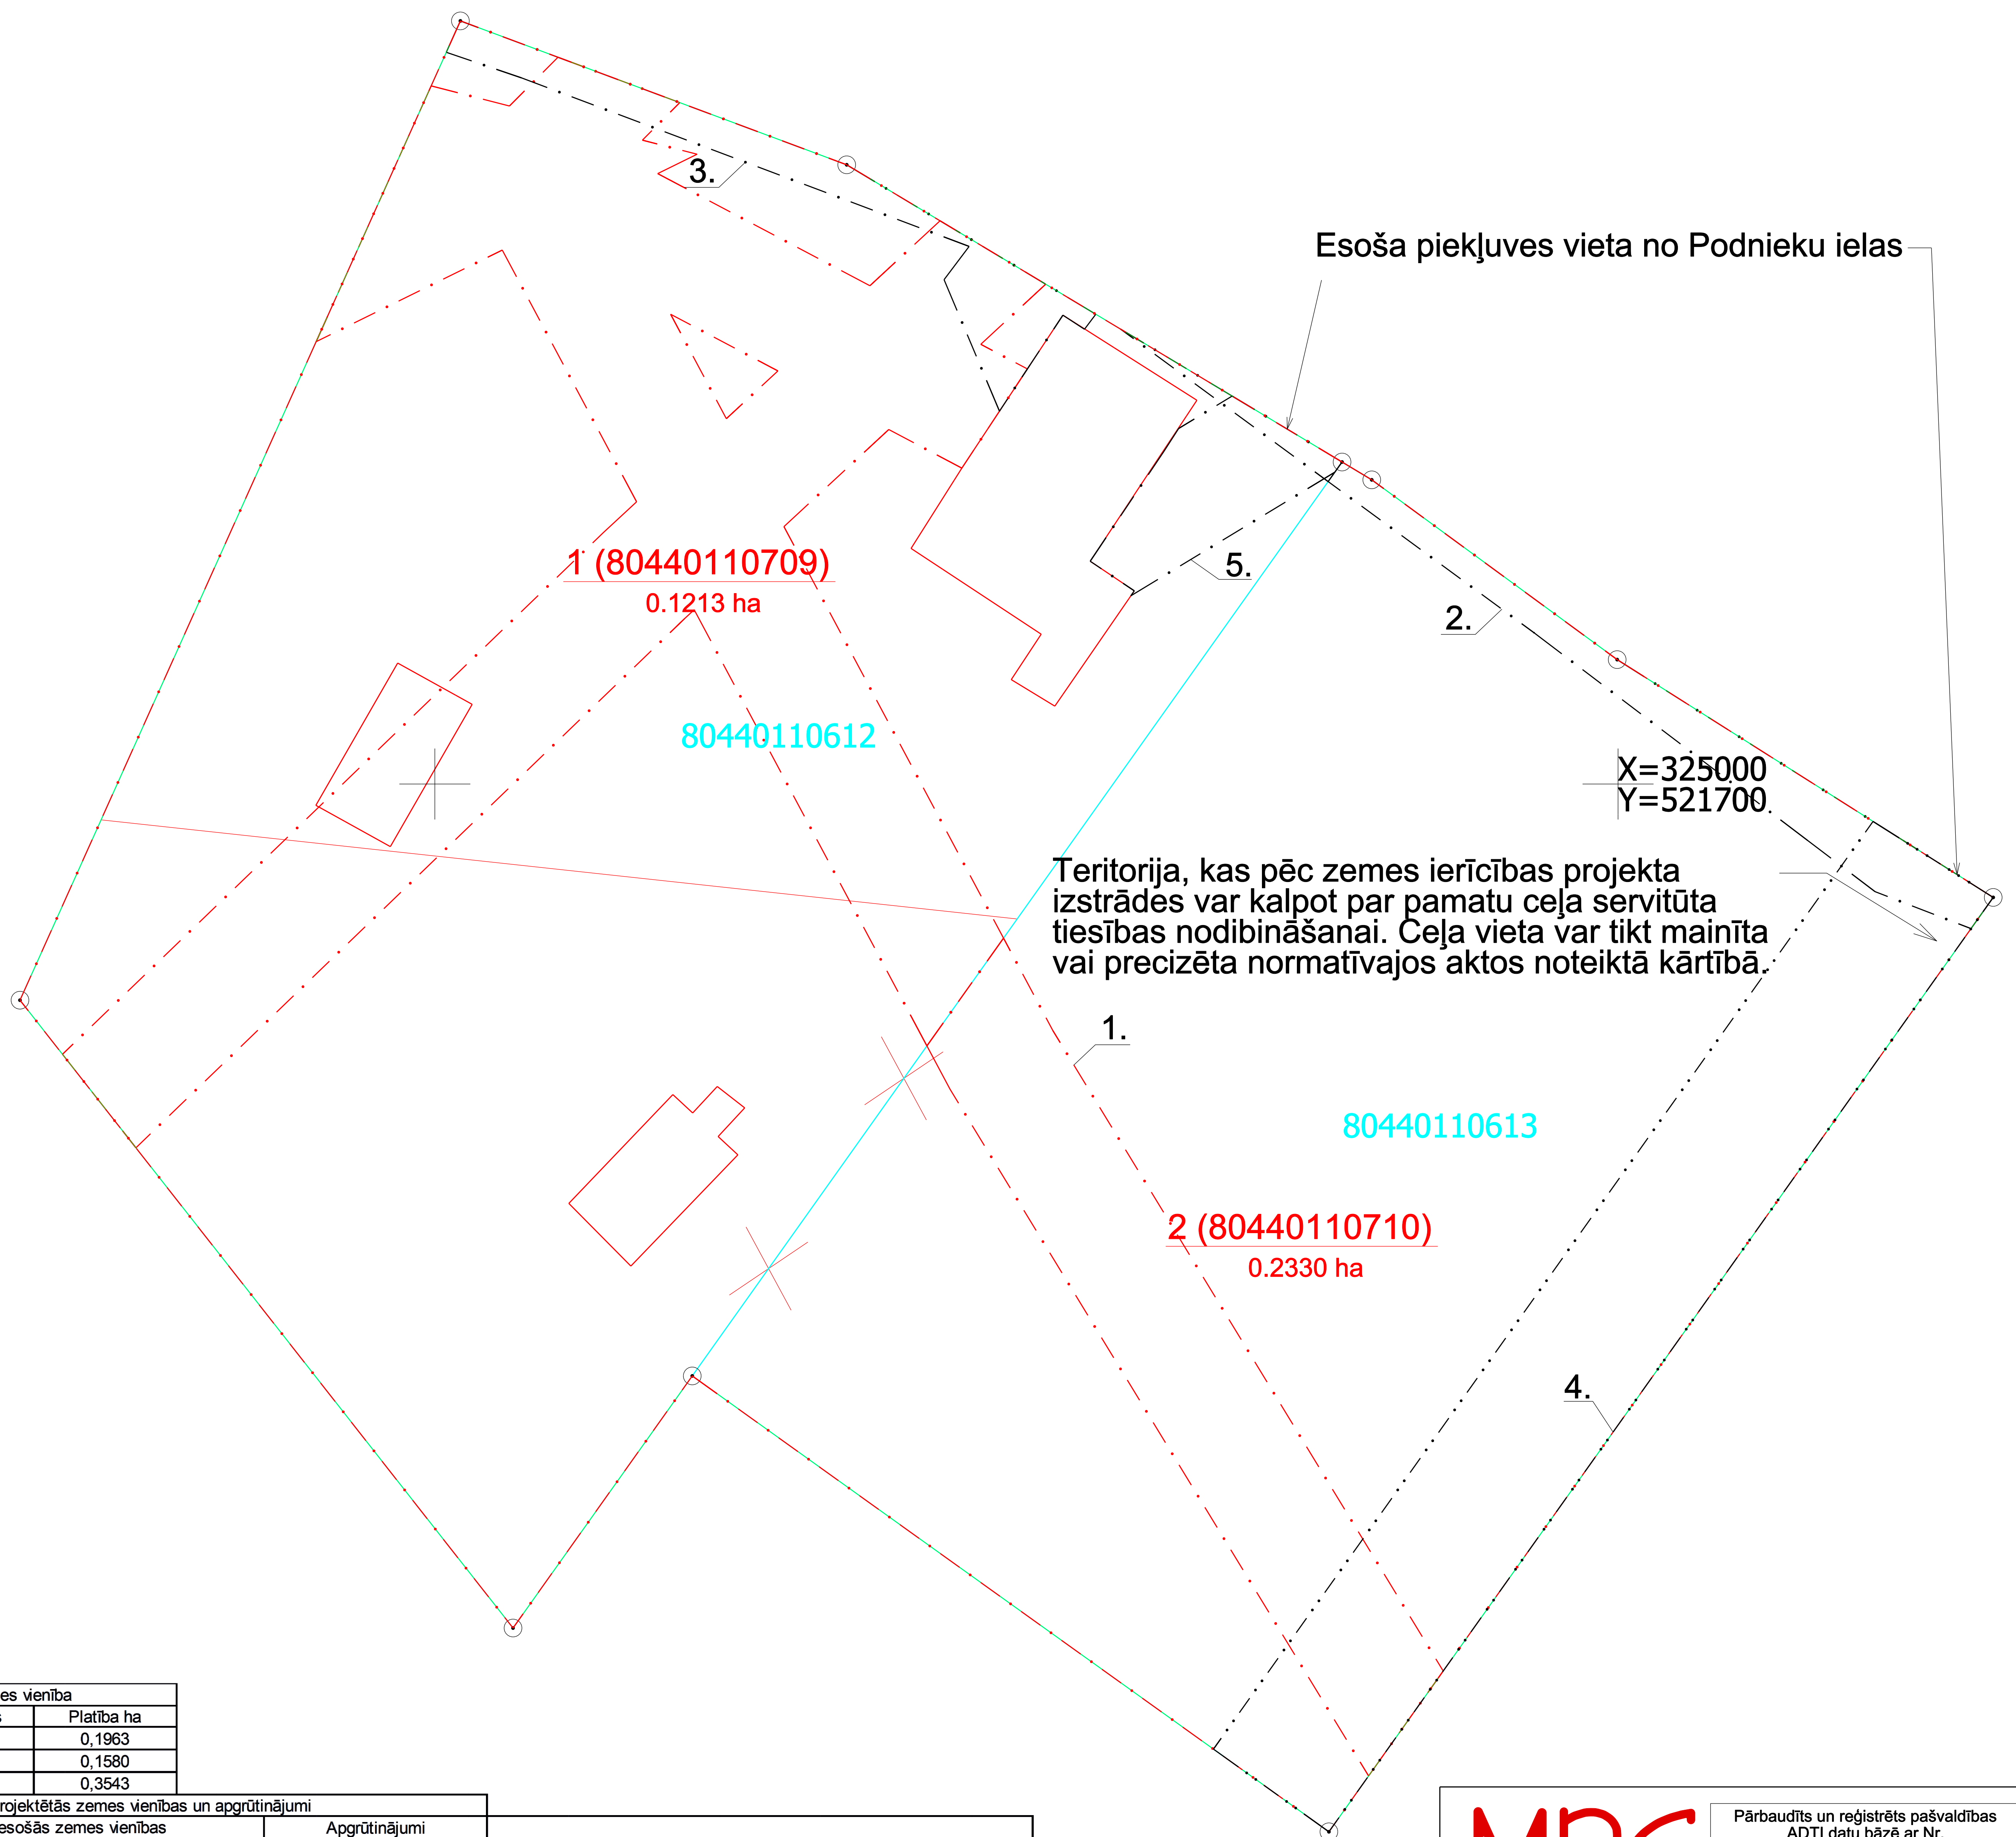 3.
Esoša piekļuves vieta no Podnieku ielas
1 (80440110709)
0.1213 ha
5.
2.
80440110612
X=325000
Y=521700
Teritorija, kas pēc zemes ierīcības projekta
izstrādes var kalpot par pamatu ceļa servitūta
tiesības nodibināšanai. Ceļa vieta var tikt mainīta
vai precizēta normatīvajos aktos noteiktā kārtībā.
1.
80440110613
2 (80440110710)
0.2330 ha
4.
es vienība
s Platība ha
0,1963
0,1580
0,3543
rojektētās zemes vienības un apgrūtinājumi
esošās zemes vienības Apgrūtinājumi
Pārbaudīts un reģistrēts pašvaldības
ADTI datu bāzē ar Nr.